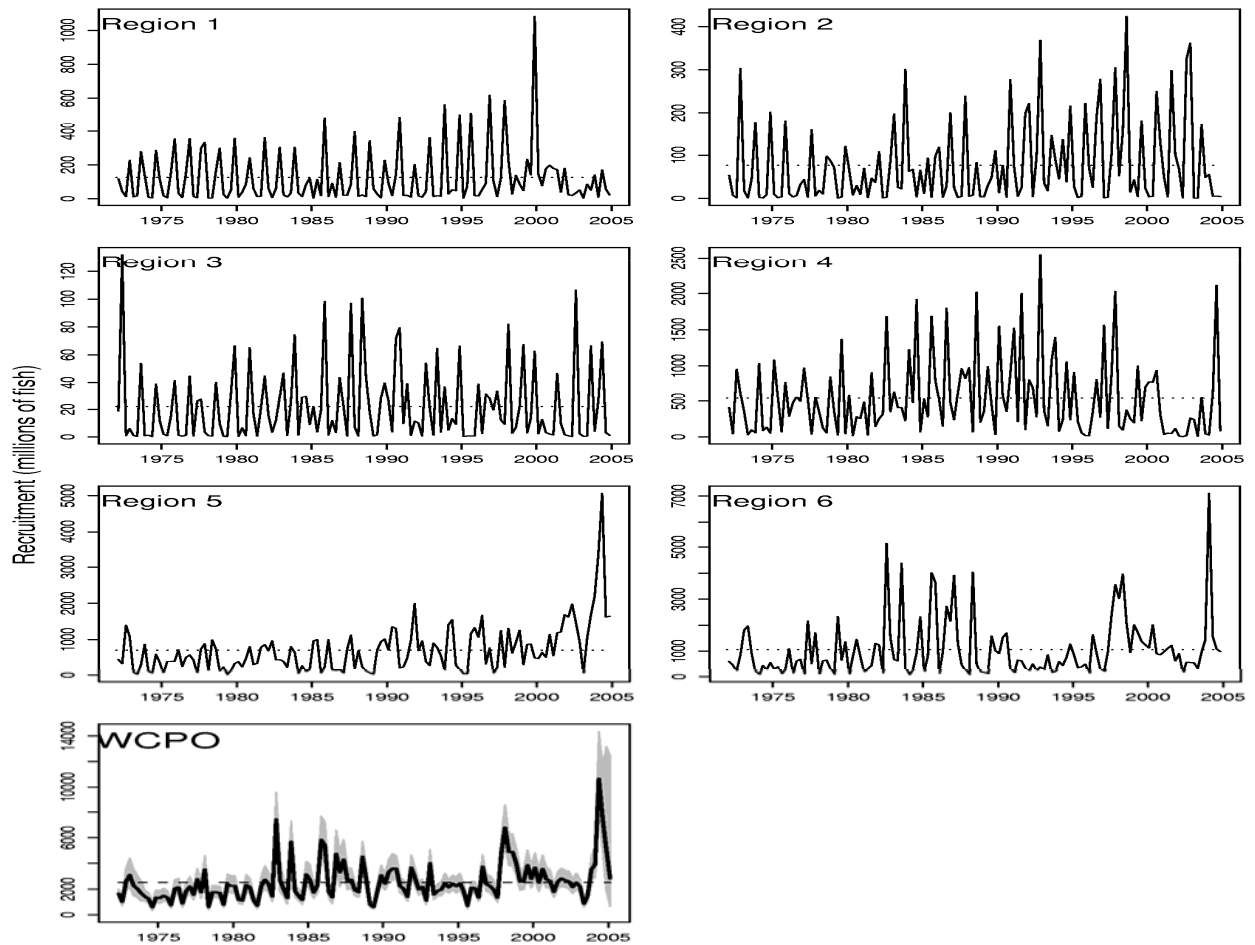 Recruitment (millions of fish)
Region 1
0 200 400 600 800 1000
1975 1980 1985 1990 1995 2000 2005
Region 2
0 100 200 300 400
1975 1980 1985 1990 1995 2000 2005
Region 3
0 20 40 60 80 100 120
1975 1980 1985 1990 1995 2000 2005
Region 4
0 500 1000 1500 2000 2500
1975 1980 1985 1990 1995 2000 2005
Region 5
0 1000 2000 3000 4000 5000
1975 1980 1985 1990 1995 2000 2005
Region 6
0 1000 3000 5000 7000
1975 1980 1985 1990 1995 2000 2005
WCPO
0 2000 6000 10000 14000
1975 1980 1985 1990 1995 2000 2005